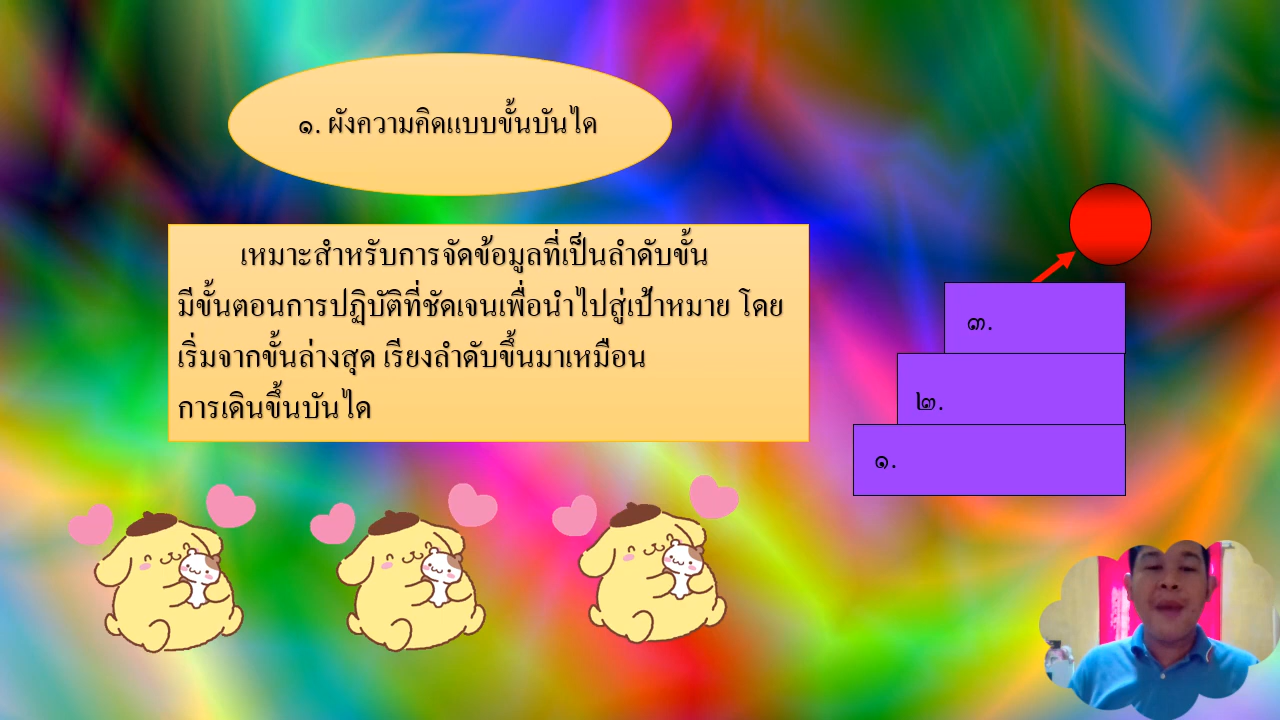 ๑. ผังความคิดแบบขั้นบันได
เหมาะสำหรับการจัดข้อมูลที่เป็นลำดับขั้น
มีขั้นตอนการปฏิบัติที่ชัดเจนเพื่อนำไปสู่เป้าหมาย โดย
เริ่มจากขั้นล่างสุด เรียงลำดับขึ้นมาเหมือน
การเดินขึ้นบันได
๓.
๒.
๑.